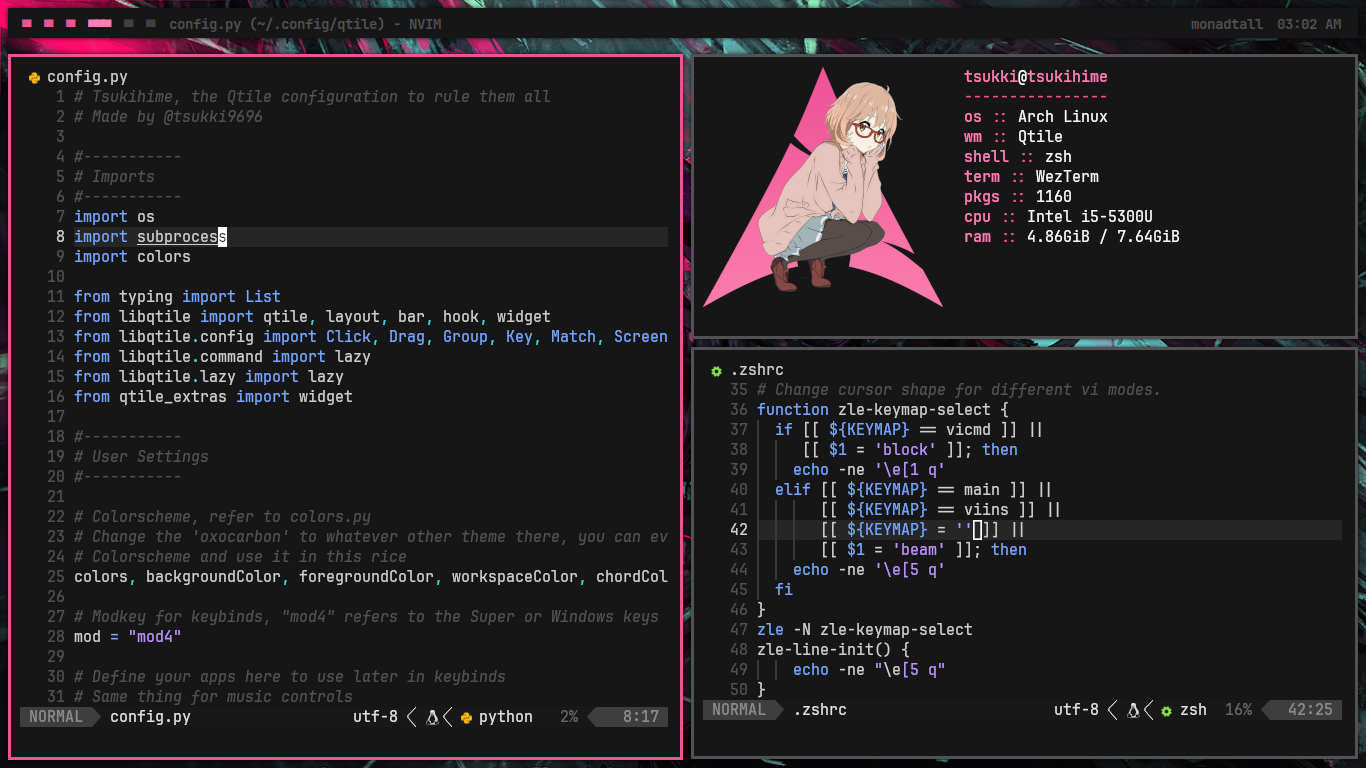 config.py (~/.config/qtile) - NVIM
monadtall 03:02 AM
config.py
1 # Tsukihime, the Qtile configuration to rule them all
2 # Made by @tsukki9696
3
4 #-----------
5 # Imports
6 #-----------
7 import os
8 import subprocess
9 import colors
10
11 from typing import List
12 from libqtile import qtile, layout, bar, hook, widget
13 from libqtile.config import Click, Drag, Group, Key, Match, Screen
14 from libqtile.command import lazy
15 from libqtile.lazy import lazy
16 from qtile_extras import widget
17
18 #-----------
19 # User Settings
20 #-----------
21
22 # Colorscheme, refer to colors.py
23 # Change the 'oxocarbon' to whatever other theme there, you can ev
24 # Colorscheme and use it in this rice
25 colors, backgroundColor, foregroundColor, workspaceColor, chordCol
26
27 # Modkey for keybinds, "mod4" refers to the Super or Windows keys
28 mod = "mod4"
29
30 # Define your apps here to use later in keybinds
31 # Same thing for music controls
NORMAL config.py utf-8 python 2% 8:17
tsukki@tsukihime
----------------
os :: Arch Linux
wm :: Qtile
shell :: zsh
term :: WezTerm
pkgs :: 1160
cpu :: Intel i5-5300U
ram :: 4.86GiB / 7.64GiB
.zshrc
35 # Change cursor shape for different vi modes.
36 function zle-keymap-select {
37 if [[ ${KEYMAP} == vicmd ]] ||
38 [[ $1 = 'block' ]]; then
39 echo -ne '\e[1 q'
40 elif [[ ${KEYMAP} == main ]] ||
41 [[ ${KEYMAP} == viins ]] ||
42 [[ ${KEYMAP} = '' ]] ||
43 [[ $1 = 'beam' ]]; then
44 echo -ne '\e[5 q'
45 fi
46 }
47 zle -N zle-keymap-select
48 zle-line-init() {
49 echo -ne "\e[5 q"
50 }
NORMAL .zshrc utf-8 zsh 16% 42:25